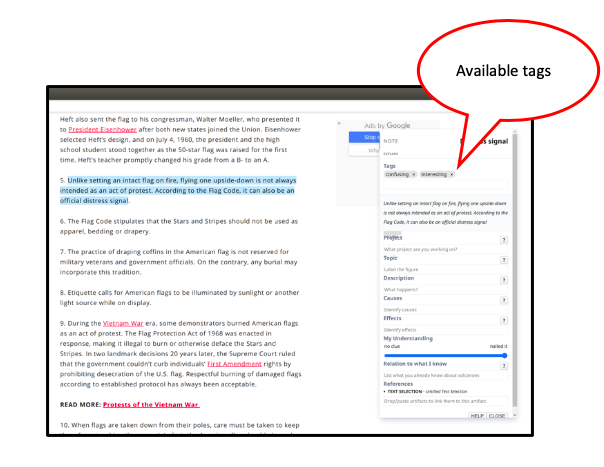 Available tags
Heft also sent the flag to his congressman, Walter Moeller, who presented it
to President Eisenhower after both new states joined the Union. Eisenhower
selected Heft's design, and on July 4, 1960, the president and the high
school student stood together as the 50-star flag was raised for the first
time. Heft's teacher promptly changed his grade from a B- to an A.
5. Unlike setting an intact flag on fire, flying one upside-down is not always
intended as an act of protest. According to the Flag Code, it can also be an
official distress signal.
6. The Flag Code stipulates that the Stars and Stripes should not be used as
apparel, bedding or drapery.
7. The practice of draping coffins in the American flag is not reserved for
military veterans and government officials. On the contrary, any burial may
incorporate this tradition.
8. Etiquette calls for American flags to be illuminated by sunlight or another
light source while on display.
9. During the Vietnam War era, some demonstrators burned American flags
as an act of protest. The Flag Protection Act of 1968 was enacted in
response, making it illegal to burn or otherwise deface the Stars and
Stripes. In two landmark decisions 20 years later, the Supreme Court ruled
that the government couldn't curb individuals' First Amendment rights by
prohibiting desecration of the U.S. flag. Respectful burning of damaged flags
according to established protocol has always been acceptable.
READ MORE: Protests of the Vietnam War
10. When flags are taken down from their poles, care must be taken to keep
Ads by Google
Stop
Why
NOTE
s signal
Tags
confusing × interesting ×
Unlike setting an intact flag on fire, flying one upside-down
is not always intended as an act of protest. According to the
Flag Code, it can also be an official distress signal
Project ?
What project are you working on?
Topic ?
Label the figure
Description ?
What happens?
Causes ?
Identify causes
Effects ?
Identify effects
My Understanding
no clue nailed it
Relation to what I know ?
List what you already know about volcanoes
References
• TEXT SELECTION - Untitled Text Selection
Drop/paste artifacts to link them to this artifact.
HELP CLOSE